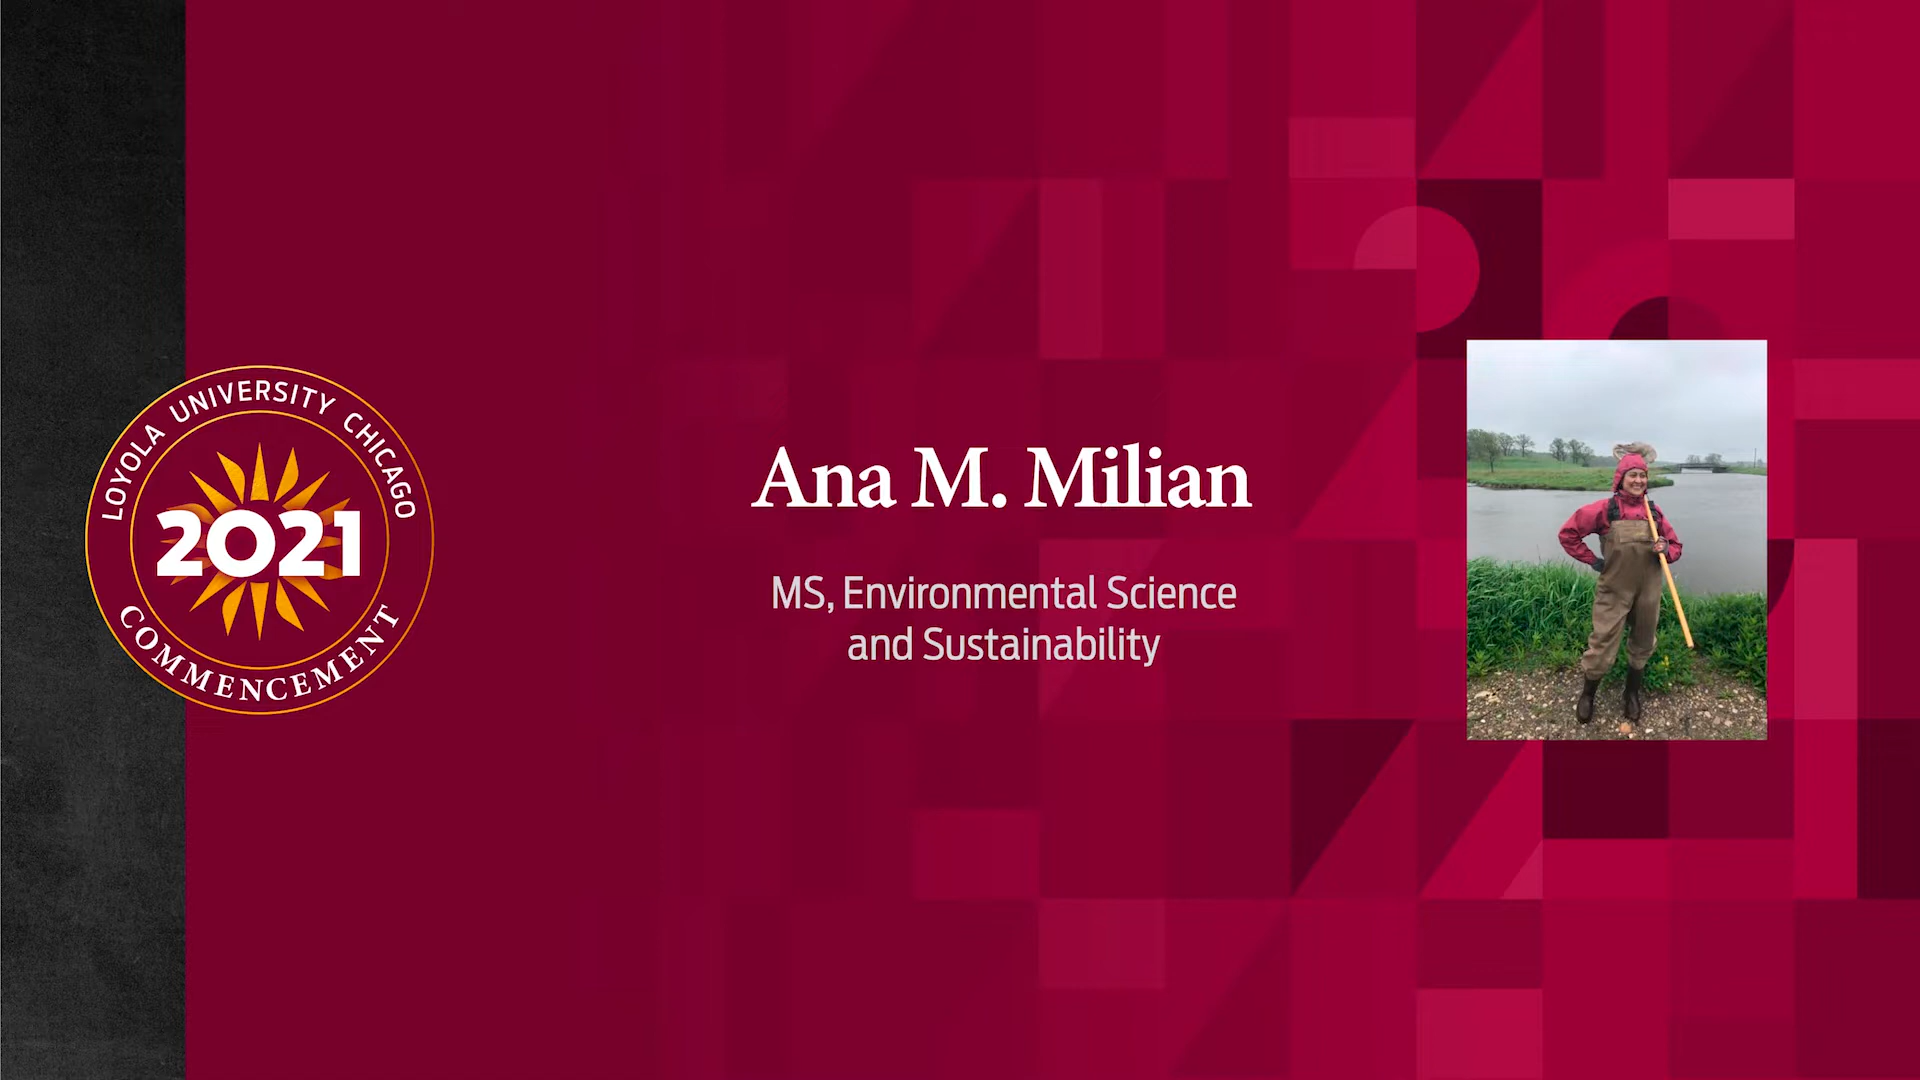 LOYOLA UNIVERSITY CHICAGO
2021
COMMENCEMENT
Ana M. Milian
MS, Environmental Science
and Sustainability